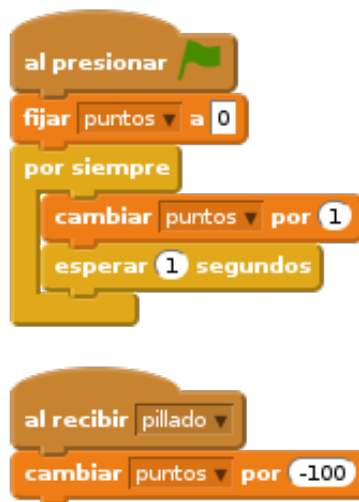 al presionar
fijar puntos a 0
por siempre
cambiar puntos por 1
esperar 1 segundos
al recibir pillado
cambiar puntos por -100